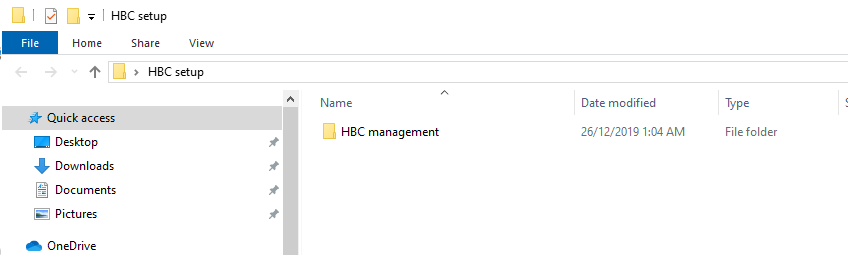 HBC setup
File Home Share View
HBC setup
Name Date modified Type
Quick access
HBC management 26/12/2019 1:04 AM File folder
Desktop
Downloads
Documents
Pictures
OneDrive